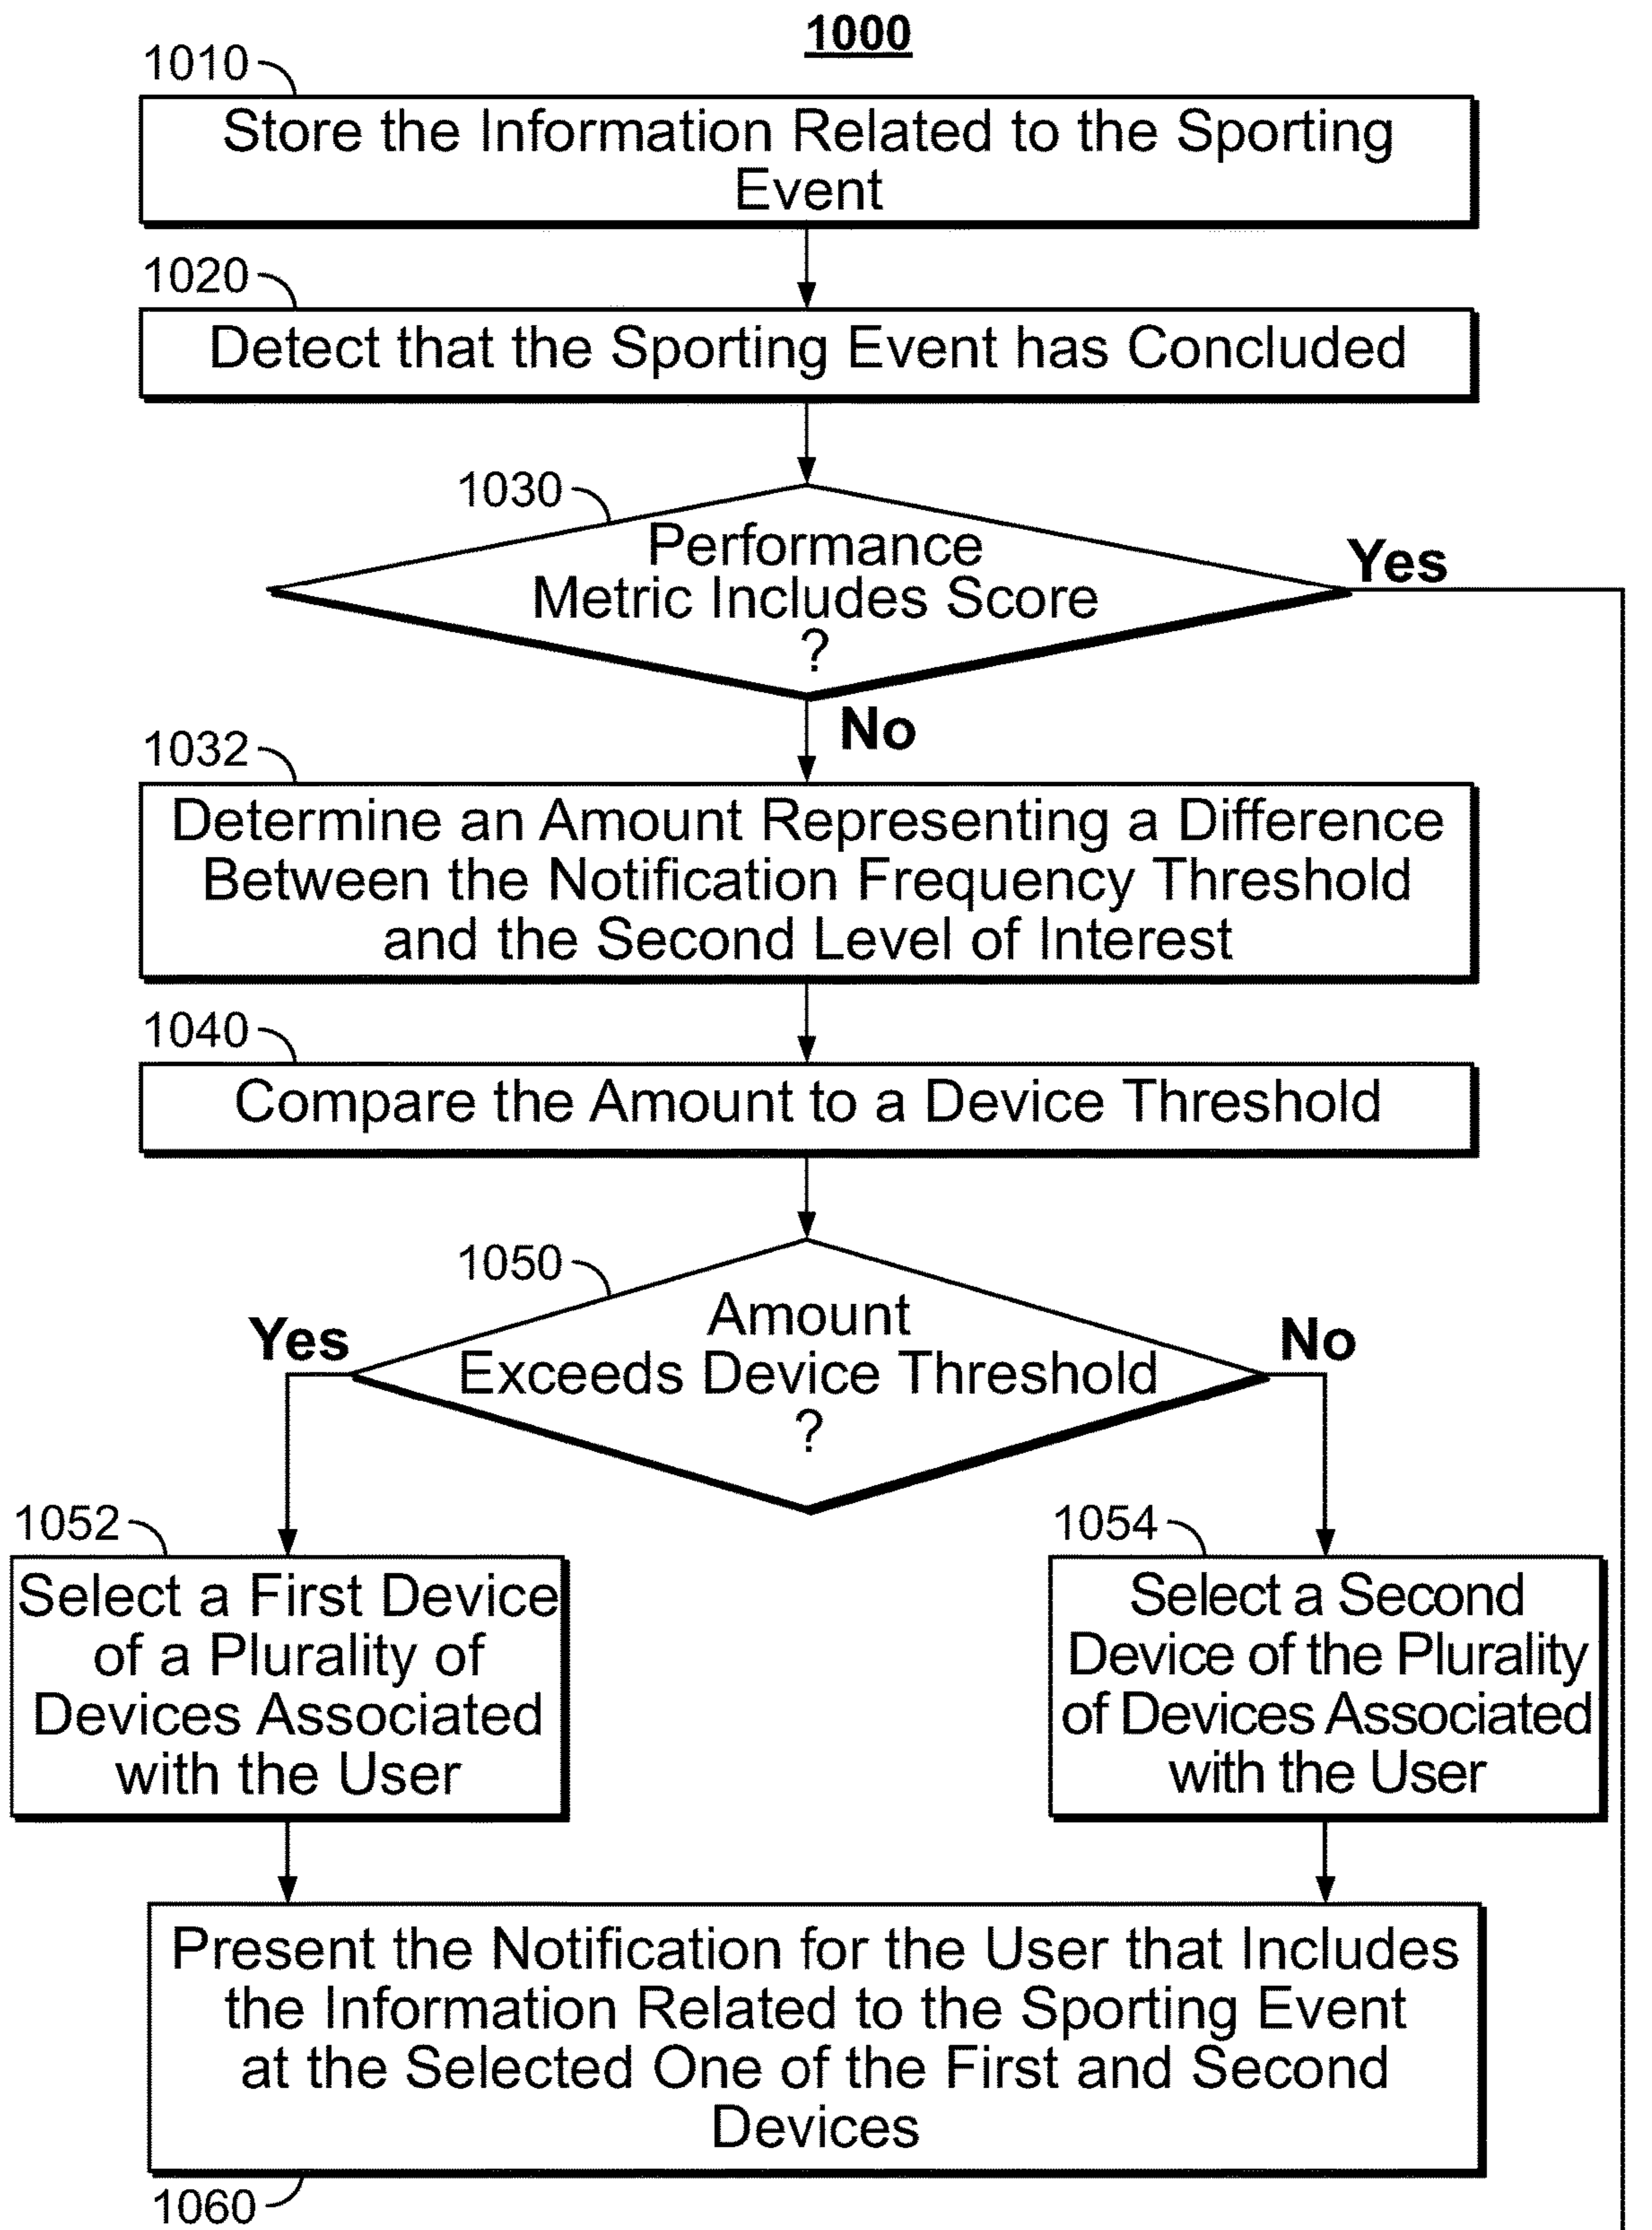 1000
1010
Store the Information Related to the Sporting
Event
1020
Detect that the Sporting Event has Concluded
1030
Performance
Metric Includes Score
?
Yes
No
1032
Determine an Amount Representing a Difference
Between the Notification Frequency Threshold
and the Second Level of Interest
1040
Compare the Amount to a Device Threshold
1050
Amount
Exceeds Device Threshold
?
Yes
No
1052
Select a First Device
of a Plurality of
Devices Associated
with the User
1054
Select a Second
Device of the Plurality
of Devices Associated
with the User
Present the Notification for the User that Includes
the Information Related to the Sporting Event
at the Selected One of the First and Second
Devices
1060